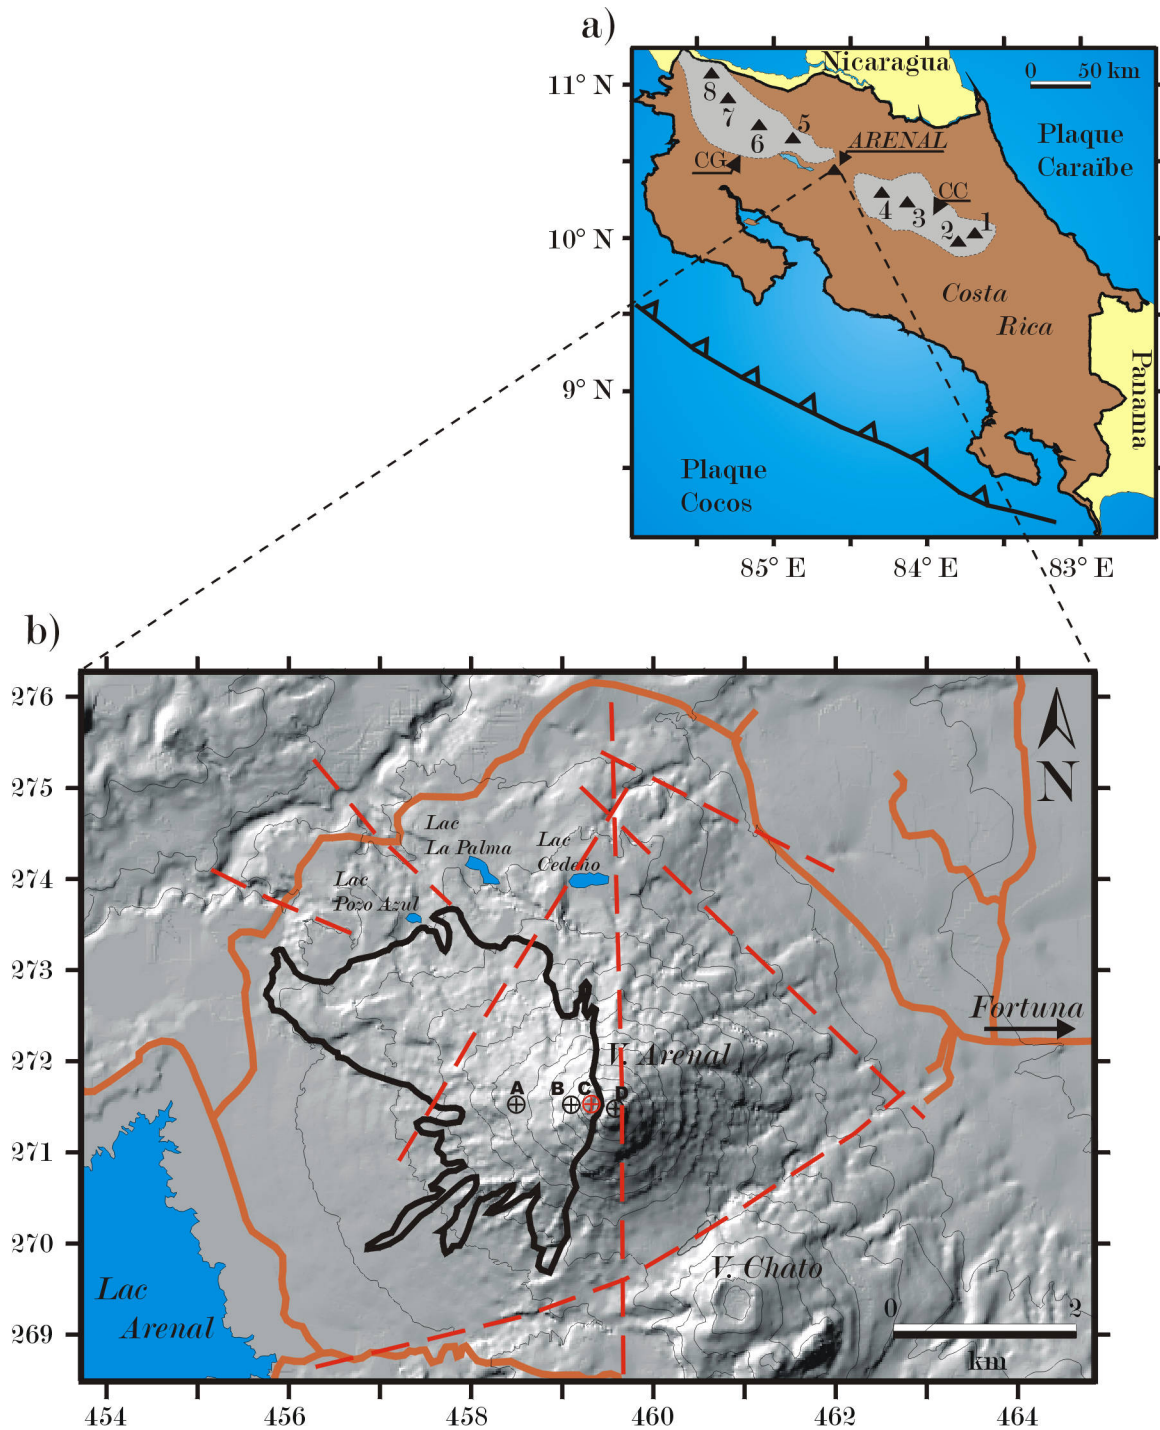 a)
Nicaragua
0 50 km
11° N
8
7
6
5
ARENAL
Plaque
Caraïbe
CG
CC
4
3
2
1
10° N
Costa
Rica
9° N
Panama
Plaque
Cocos
85° E
84° E
83° E
b)
276
275
274
273
272
271
270
269
N
Lac
La Palma
Lac
Cedeño
Lac
Pozo Azul
Fortuna
V. Arenal
A
B
C
D
V. Chato
Lac
Arenal
0
2
km
454
456
458
460
462
464